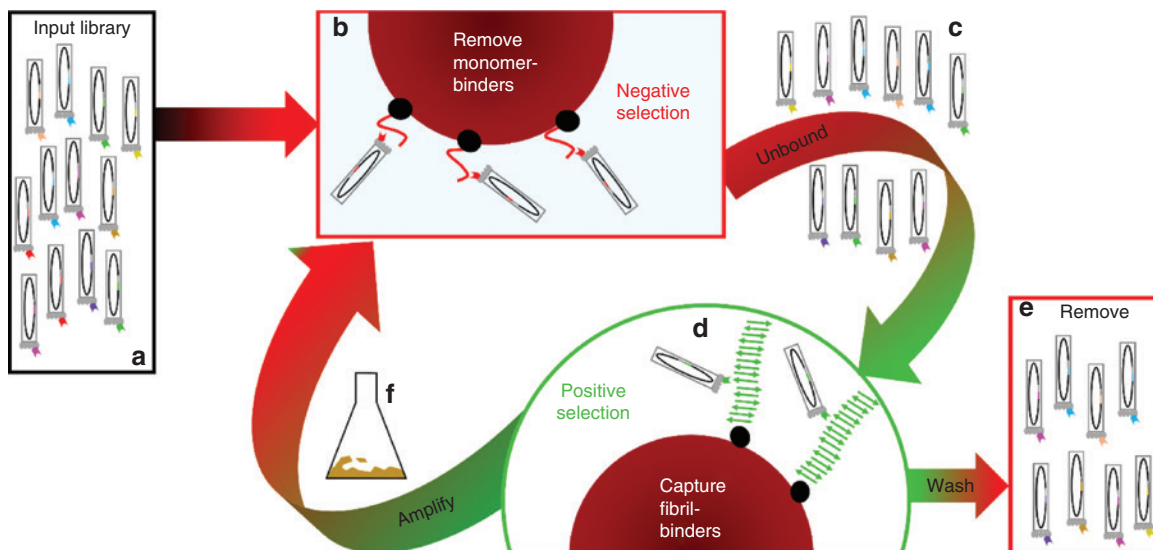 Input library
a
b
Remove
monomer-
binders
Negative
selection
c
Unbound
d
Positive
selection
Capture
fibril-
binders
Wash
e
Remove
f
Amplify